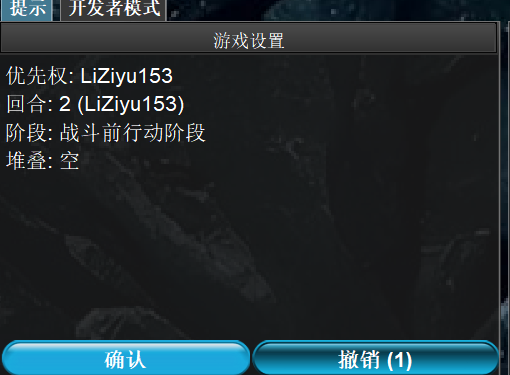 提示 开发者模式
游戏设置
优先权: LiZiyu153
回合: 2 (LiZiyu153)
阶段: 战斗前行动阶段
堆叠: 空
确认 撤销 (1)